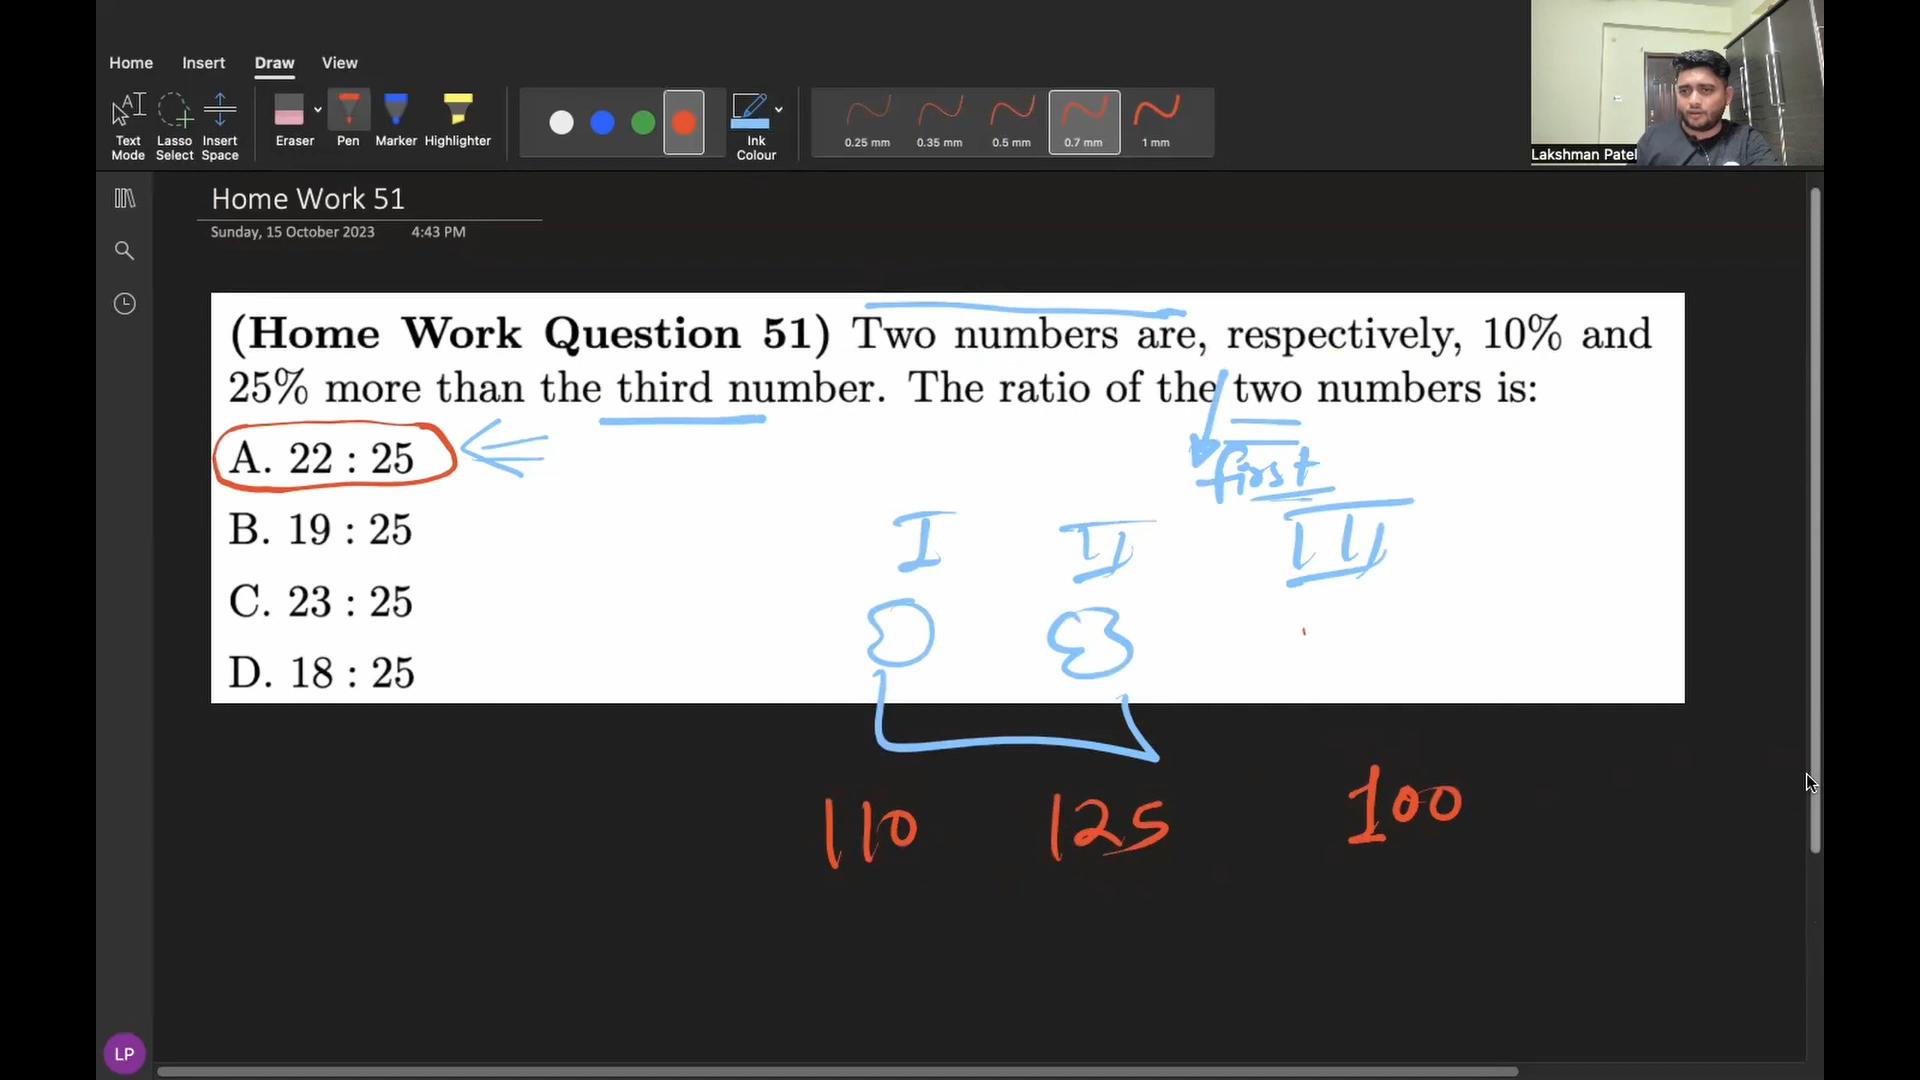 Home Insert Draw View
Text Mode
Lasso Select
Insert Space
Eraser
Pen
Marker
Highlighter
Ink Colour
0.25 mm
0.35 mm
0.5 mm
0.7 mm
1 mm
Lakshman Patel
Home Work 51
Sunday, 15 October 2023 4:43 PM
(Home Work Question 51) Two numbers are, respectively, 10% and
25% more than the third number. The ratio of the two numbers is:
A. 22 : 25
first
B. 19 : 25
I II III
C. 23 : 25
D. 18 : 25
110 125 100
LP